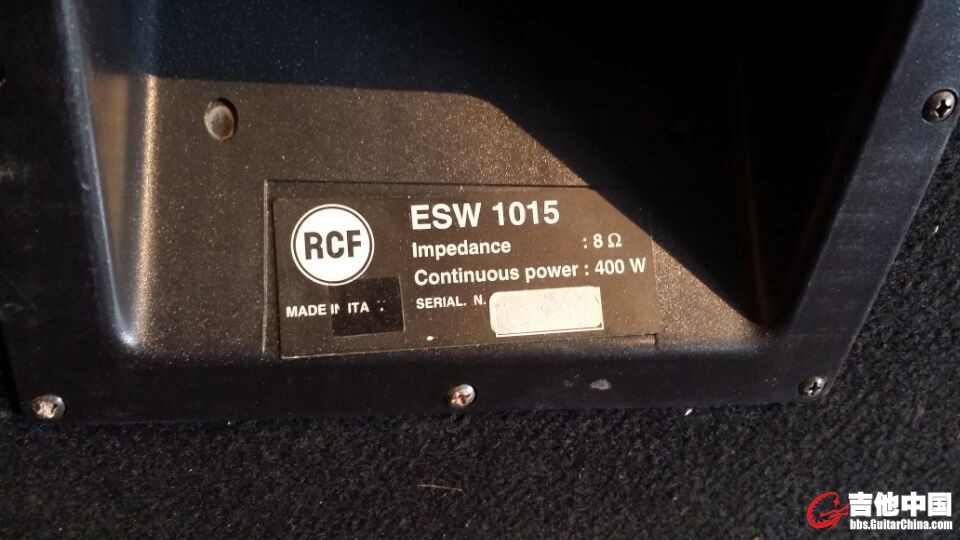 RCF
ESW 1015
Impedance : 8 Ω
Continuous power : 400 W
MADE IN ITA
SERIAL. N.
吉他中国
bbs.GuitarChina.com